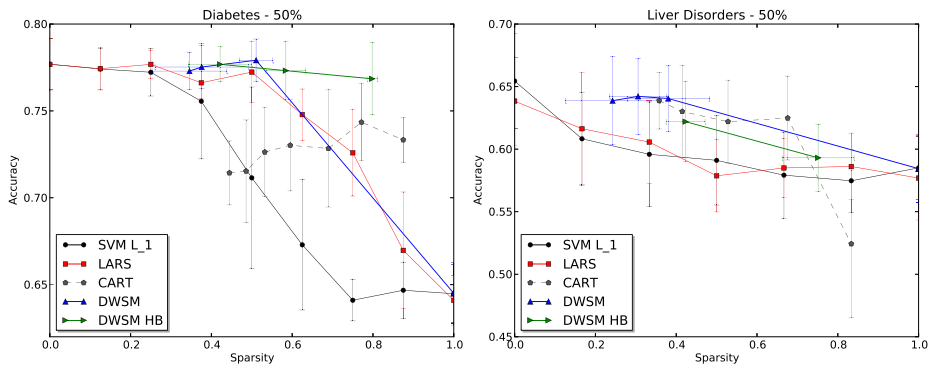 Diabetes - 50%
0.80
0.75
0.70
0.65
Accuracy
0.0
0.2
0.4
0.6
0.8
1.0
Sparsity
SVM L_1
LARS
CART
DWSM
DWSM HB
Liver Disorders - 50%
0.70
0.65
0.60
0.55
0.50
0.45
Accuracy
0.0
0.2
0.4
0.6
0.8
1.0
Sparsity
SVM L_1
LARS
CART
DWSM
DWSM HB